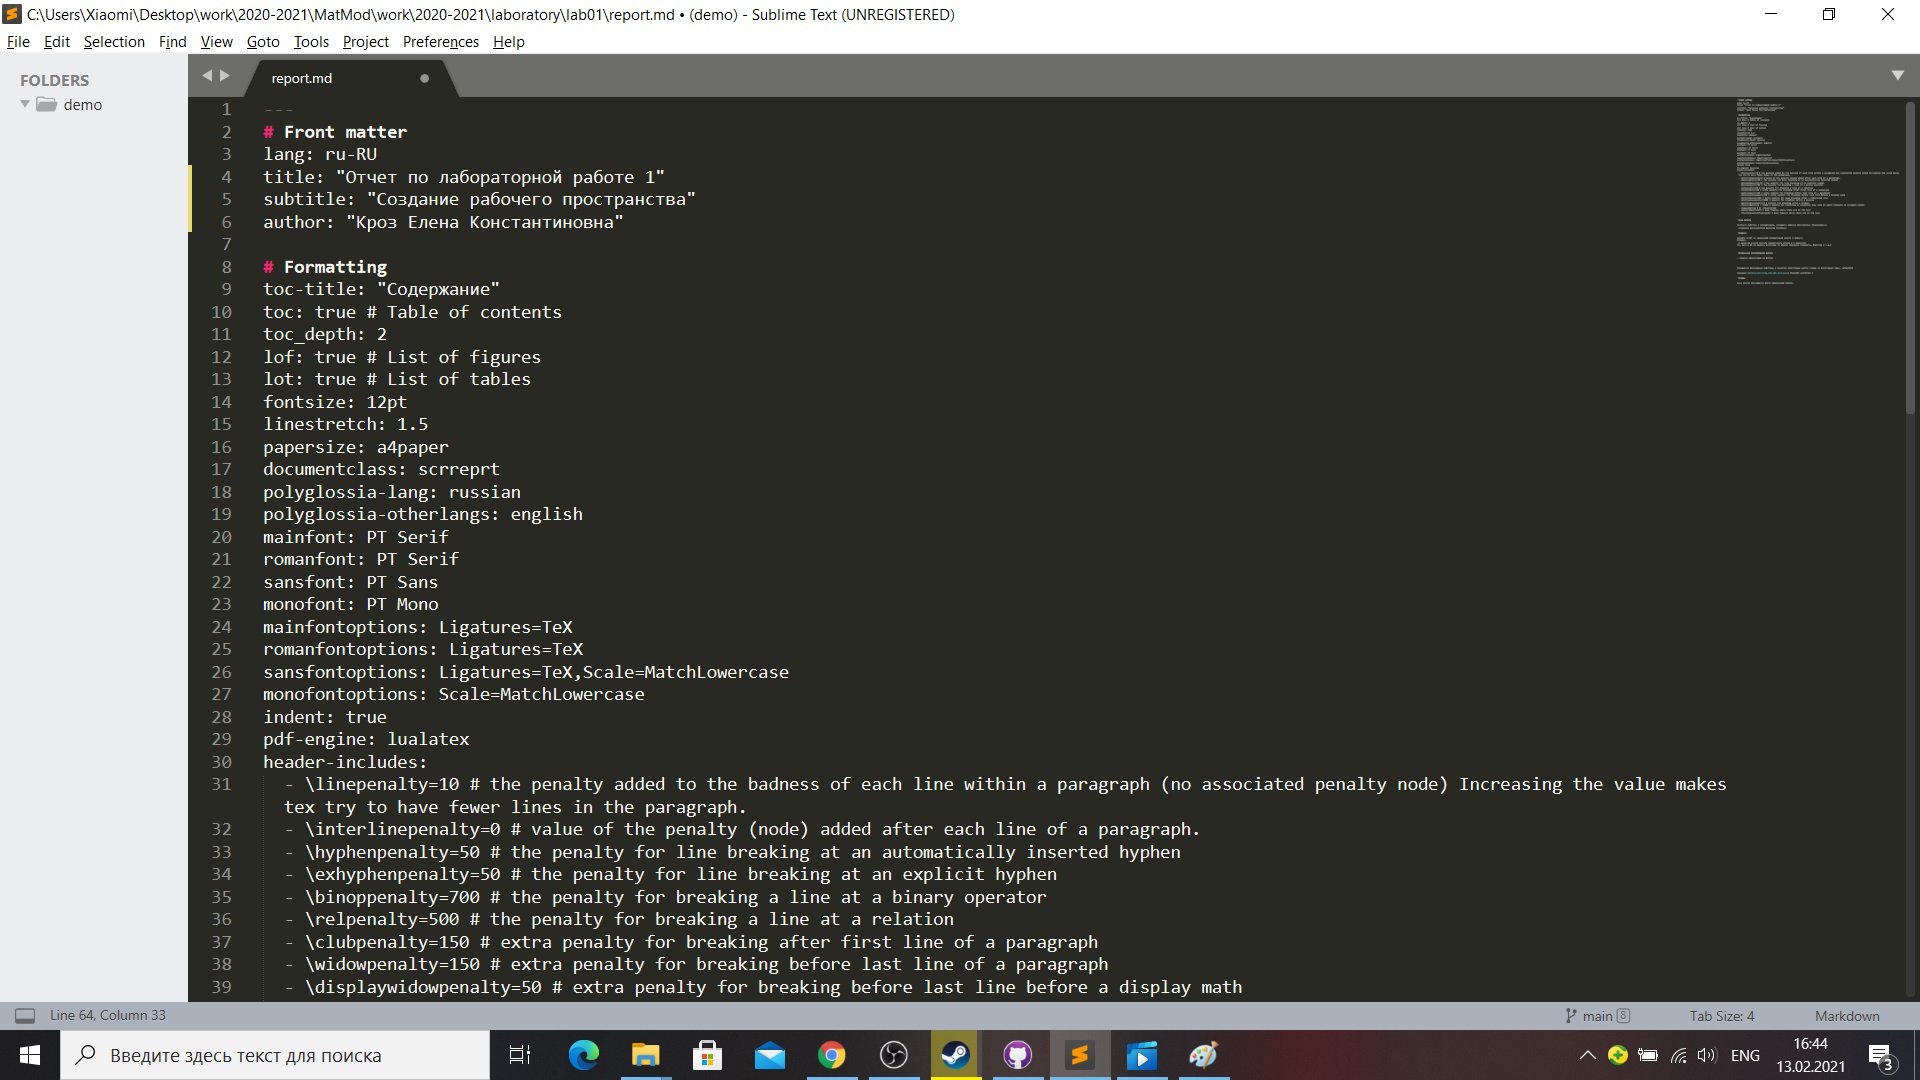 C:\Users\Xiaomi\Desktop\work\2020-2021\MatMod\work\2020-2021\laboratory\lab01\report.md • (demo) - Sublime Text (UNREGISTERED)
File Edit Selection Find View Goto Tools Project Preferences Help
FOLDERS
demo
report.md
1 ---
2 # Front matter
3 lang: ru-RU
4 title: "Отчет по лабораторной работе 1"
5 subtitle: "Создание рабочего пространства"
6 author: "Кроз Елена Константиновна"
7
8 # Formatting
9 toc-title: "Содержание"
10 toc: true # Table of contents
11 toc_depth: 2
12 lof: true # List of figures
13 lot: true # List of tables
14 fontsize: 12pt
15 linestretch: 1.5
16 papersize: a4paper
17 documentclass: scrreprt
18 polyglossia-lang: russian
19 polyglossia-otherlangs: english
20 mainfont: PT Serif
21 romanfont: PT Serif
22 sansfont: PT Sans
23 monofont: PT Mono
24 mainfontoptions: Ligatures=TeX
25 romanfontoptions: Ligatures=TeX
26 sansfontoptions: Ligatures=TeX,Scale=MatchLowercase
27 monofontoptions: Scale=MatchLowercase
28 indent: true
29 pdf-engine: lualatex
30 header-includes:
31 - \linepenalty=10 # the penalty added to the badness of each line within a paragraph (no associated penalty node) Increasing the value makes
tex try to have fewer lines in the paragraph.
32 - \interlinepenalty=0 # value of the penalty (node) added after each line of a paragraph.
33 - \hyphenpenalty=50 # the penalty for line breaking at an automatically inserted hyphen
34 - \exhyphenpenalty=50 # the penalty for line breaking at an explicit hyphen
35 - \binoppenalty=700 # the penalty for breaking a line at a binary operator
36 - \relpenalty=500 # the penalty for breaking a line at a relation
37 - \clubpenalty=150 # extra penalty for breaking after first line of a paragraph
38 - \widowpenalty=150 # extra penalty for breaking before last line of a paragraph
39 - \displaywidowpenalty=50 # extra penalty for breaking before last line before a display math
Line 64, Column 33
main 8
Tab Size: 4
Markdown
Введите здесь текст для поиска
ENG
16:44
13.02.2021
3